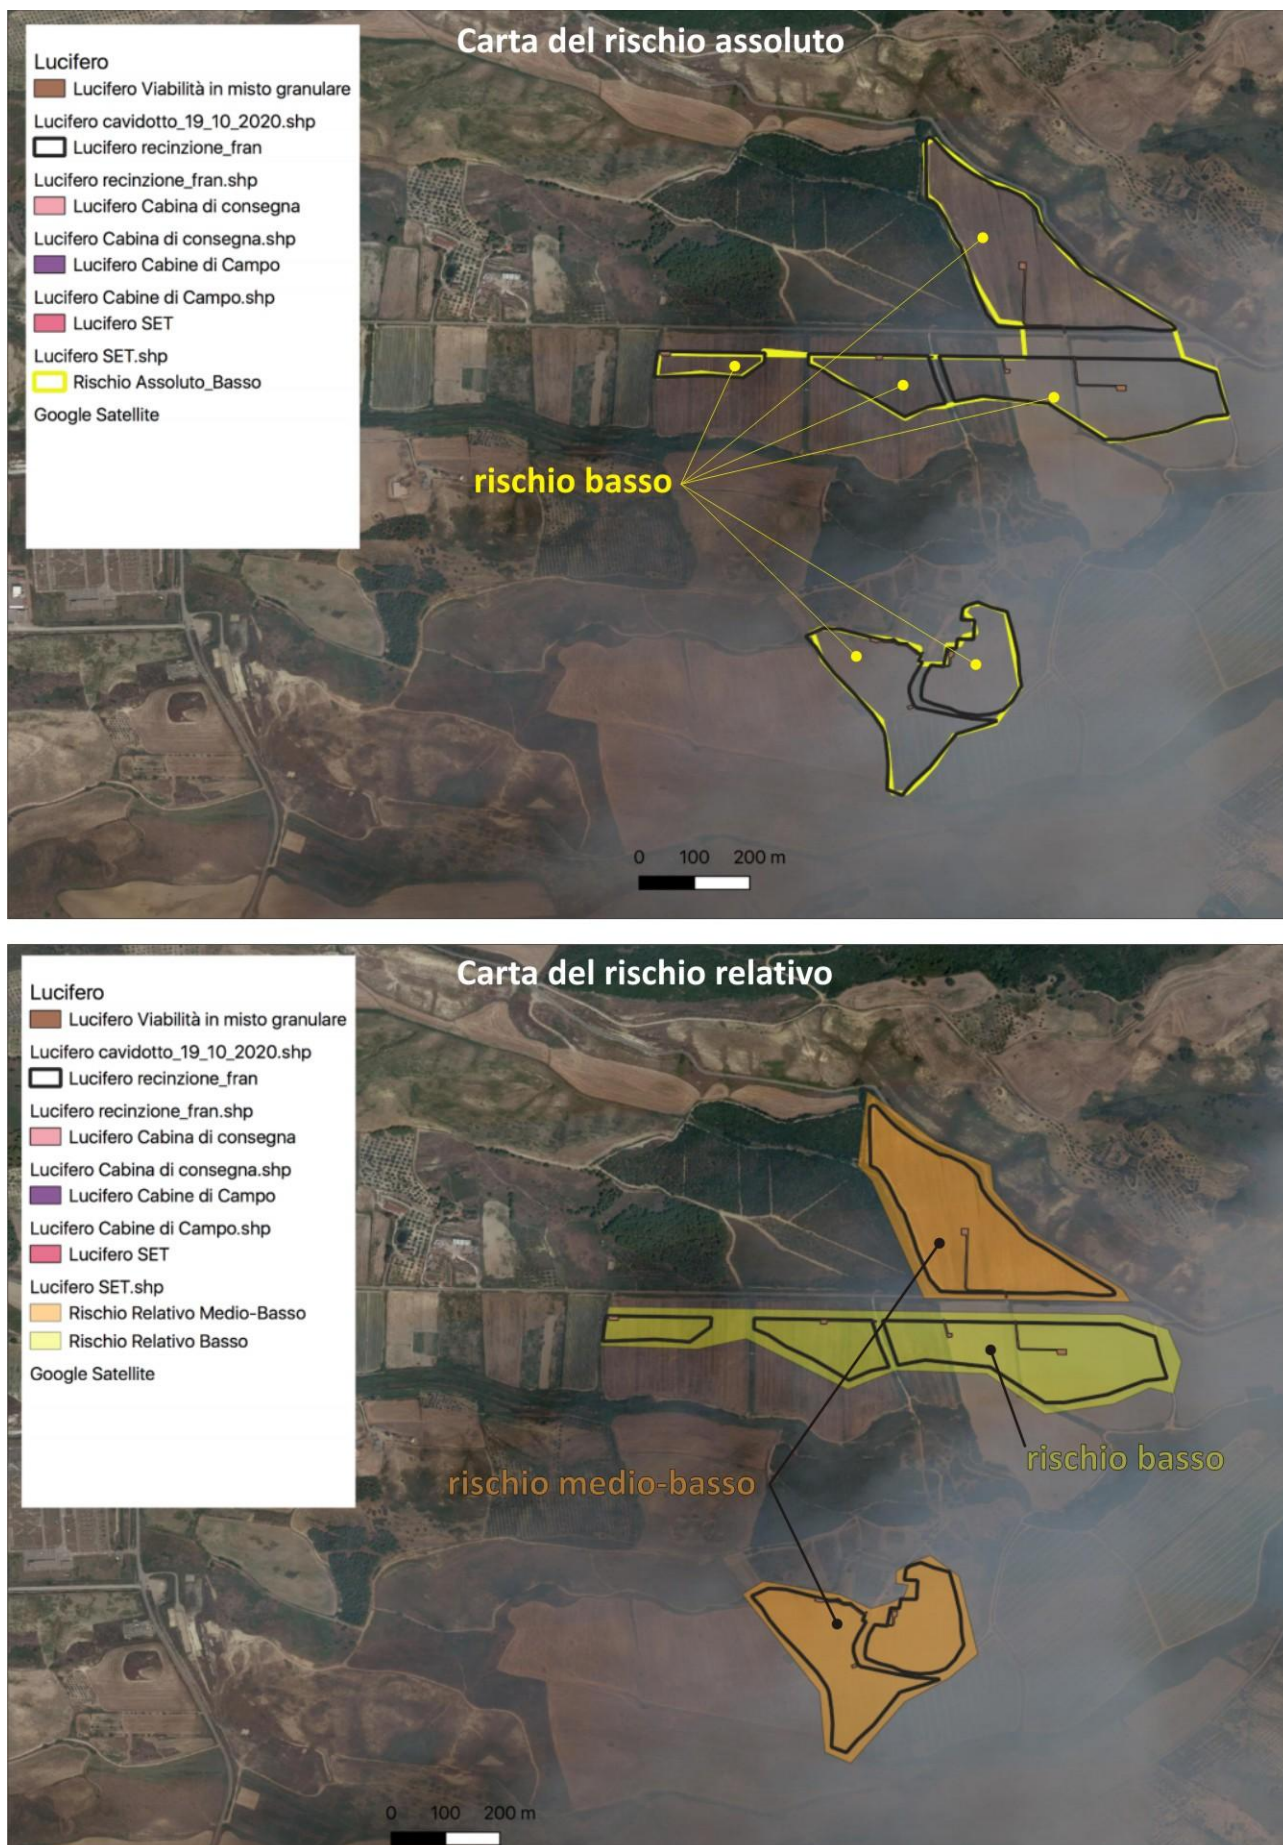 Carta del rischio assoluto
Lucifero
Lucifero Viabilità in misto granulare
Lucifero cavidotto_19_10_2020.shp
Lucifero recinzione_fran
Lucifero recinzione_fran.shp
Lucifero Cabina di consegna
Lucifero Cabina di consegna.shp
Lucifero Cabine di Campo
Lucifero Cabine di Campo.shp
Lucifero SET
Lucifero SET.shp
Rischio Assoluto_Basso
Google Satellite
rischio basso
0 100 200 m
Carta del rischio relativo
Lucifero
Lucifero Viabilità in misto granulare
Lucifero cavidotto_19_10_2020.shp
Lucifero recinzione_fran
Lucifero recinzione_fran.shp
Lucifero Cabina di consegna
Lucifero Cabina di consegna.shp
Lucifero Cabine di Campo
Lucifero Cabine di Campo.shp
Lucifero SET
Lucifero SET.shp
Rischio Relativo Medio-Basso
Rischio Relativo Basso
Google Satellite
rischio basso
rischio medio-basso
0 100 200 m